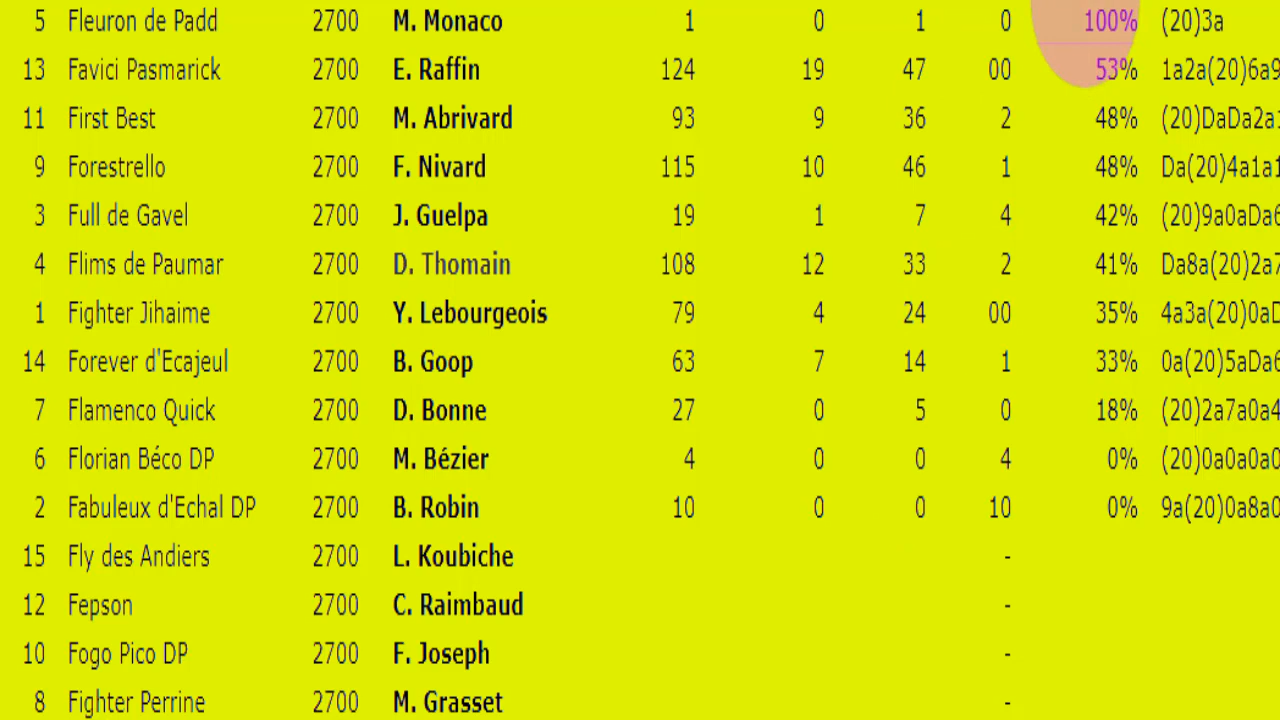 5 Fleuron de Padd 2700 M. Monaco 1 0 1 0 100% (20)3a
13 Favici Pasmarick 2700 E. Raffin 124 19 47 00 53% 1a2a(20)6a9
11 First Best 2700 M. Abrivard 93 9 36 2 48% (20)DaDa2a1
9 Forestrello 2700 F. Nivard 115 10 46 1 48% Da(20)4a1a1
3 Full de Gavel 2700 J. Guelpa 19 1 7 4 42% (20)9a0aDa6
4 Flims de Paumar 2700 D. Thomain 108 12 33 2 41% Da8a(20)2a7
1 Fighter Jihaime 2700 Y. Lebourgeois 79 4 24 00 35% 4a3a(20)0aD
14 Forever d'Ecajeul 2700 B. Goop 63 7 14 1 33% 0a(20)5aDa6
7 Flamenco Quick 2700 D. Bonne 27 0 5 0 18% (20)2a7a0a4
6 Florian Béco DP 2700 M. Bézier 4 0 0 4 0% (20)0a0a0a0
2 Fabuleux d'Echal DP 2700 B. Robin 10 0 0 10 0% 9a(20)0a8a0
15 Fly des Andiers 2700 L. Koubiche -
12 Fepson 2700 C. Raimbaud -
10 Fogo Pico DP 2700 F. Joseph -
8 Fighter Perrine 2700 M. Grasset -